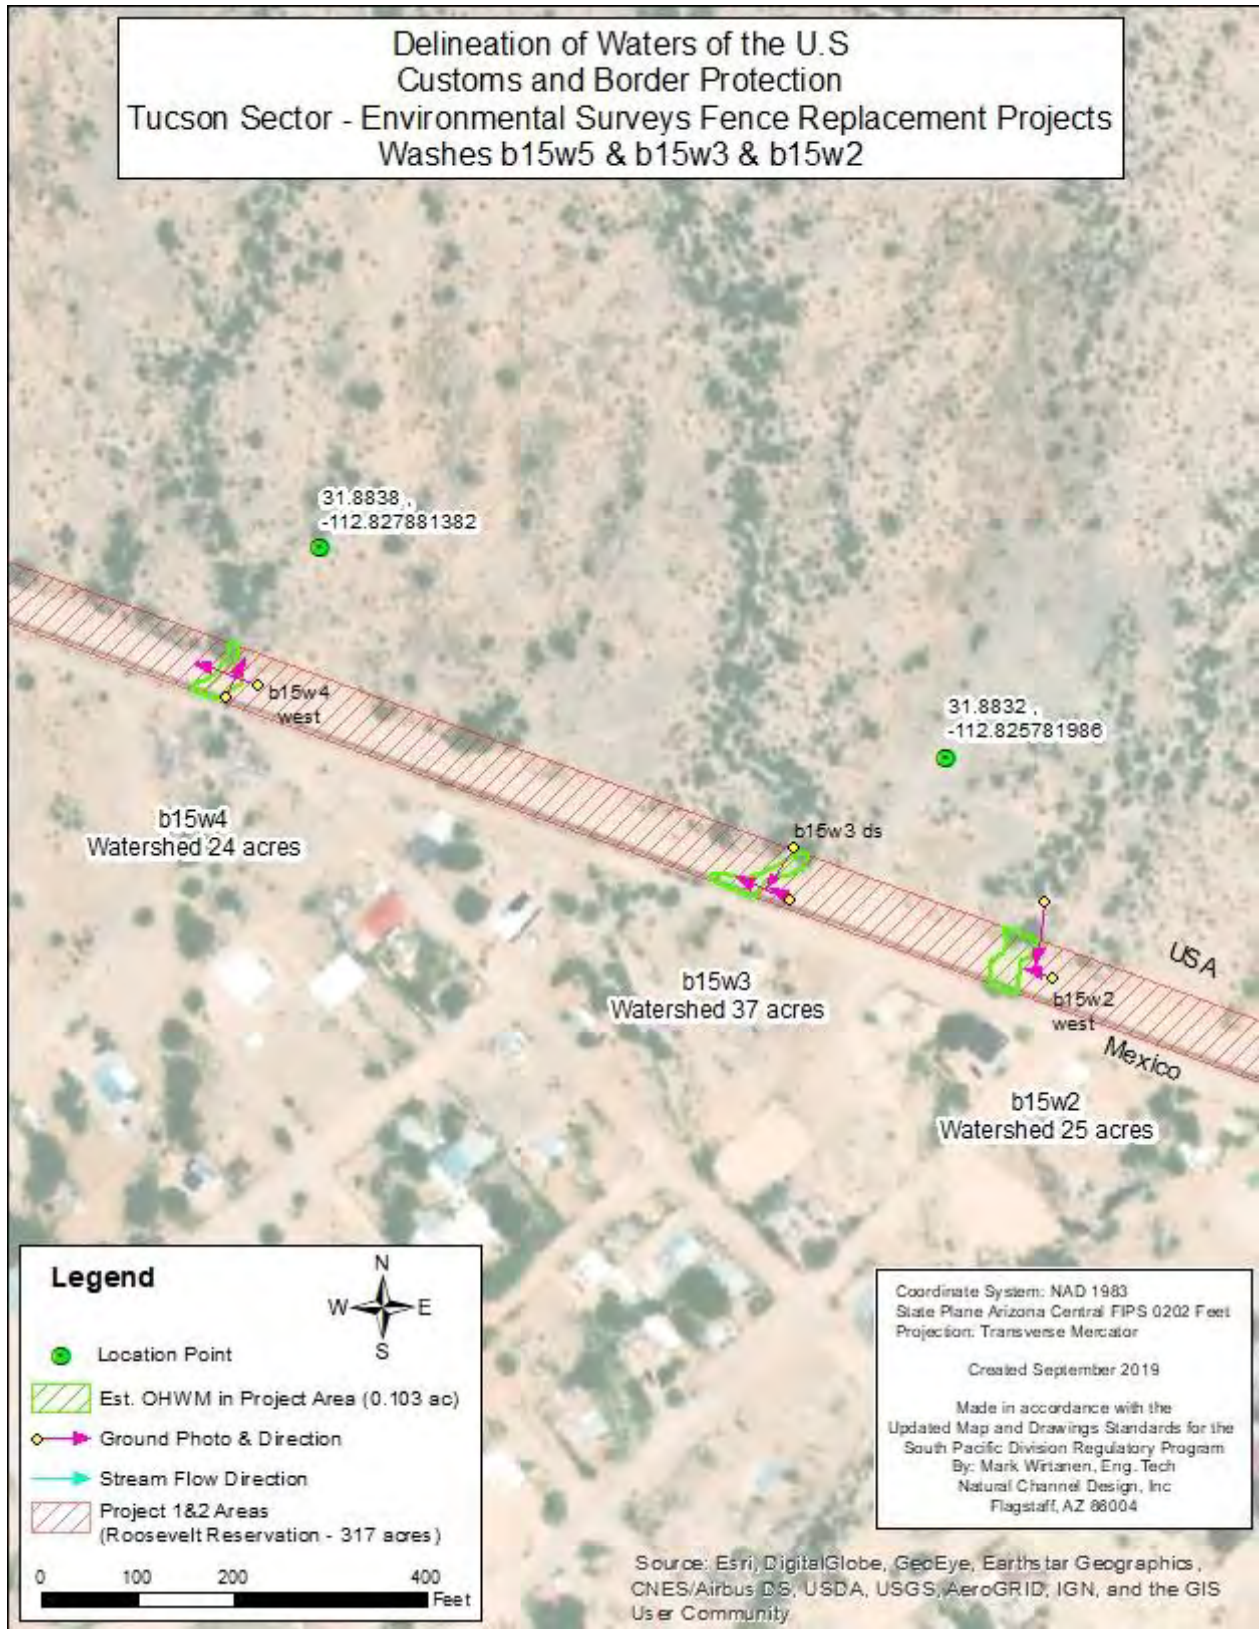 Delineation of Waters of the U.S
Customs and Border Protection
Tucson Sector - Environmental Surveys Fence Replacement Projects
Washes b15w5 & b15w3 & b15w2
31.8838 ,
-112.827881382
b15w4
west
31.8832 ,
-112.825781986
b15w4
Watershed 24 acres
b15w3 ds
USA
b15w3
Watershed 37 acres
b15w2
west
Mexico
b15w2
Watershed 25 acres
Legend
N
W E
S
Location Point
Est. OHWM in Project Area (0.103 ac)
Ground Photo & Direction
Stream Flow Direction
Project 1&2 Areas
(Roosevelt Reservation - 317 acres)
0 100 200 400
Feet
Coordinate System: NAD 1983
State Plane Arizona Central FIPS 0202 Feet
Projection: Transverse Mercator
Created September 2019
Made in accordance with the
Updated Map and Drawings Standards for the
South Pacific Division Regulatory Program
By: Mark Wirtanen, Eng. Tech
Natural Channel Design, Inc
Flagstaff, AZ 86004
Source: Esri, DigitalGlobe, GeoEye, Earthstar Geographics,
CNES/Airbus DS, USDA, USGS, AeroGRID, IGN, and the GIS
User Community